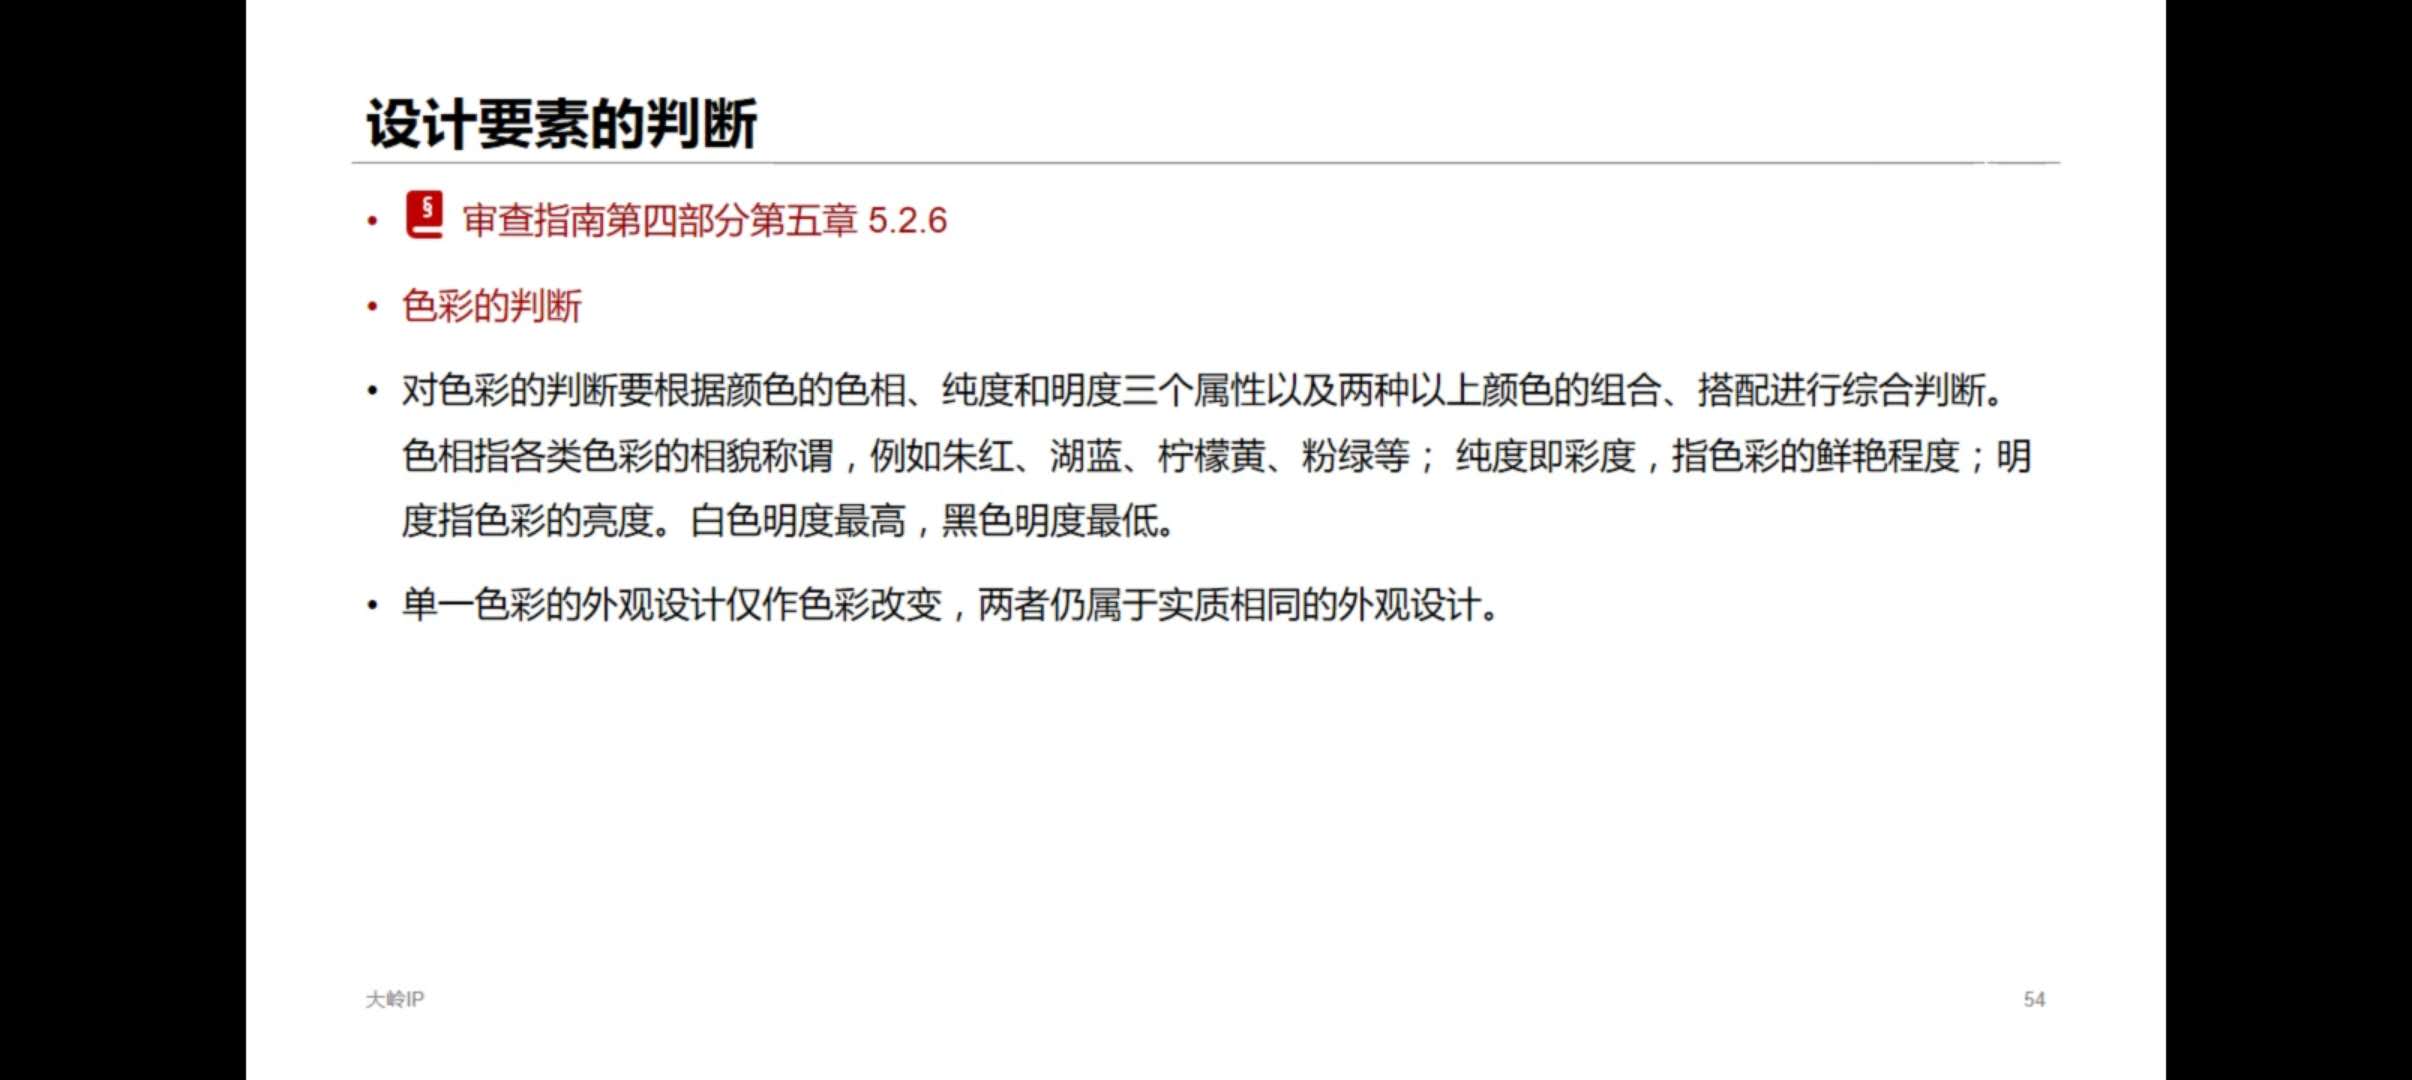 设计要素的判断
• § 审查指南第四部分第五章 5.2.6
• 色彩的判断
• 对色彩的判断要根据颜色的色相、纯度和明度三个属性以及两种以上颜色的组合、搭配进行综合判断。
色相指各类色彩的相貌称谓，例如朱红、湖蓝、柠檬黄、粉绿等； 纯度即彩度，指色彩的鲜艳程度；明
度指色彩的亮度。白色明度最高，黑色明度最低。
• 单一色彩的外观设计仅作色彩改变，两者仍属于实质相同的外观设计。
大岭IP
54